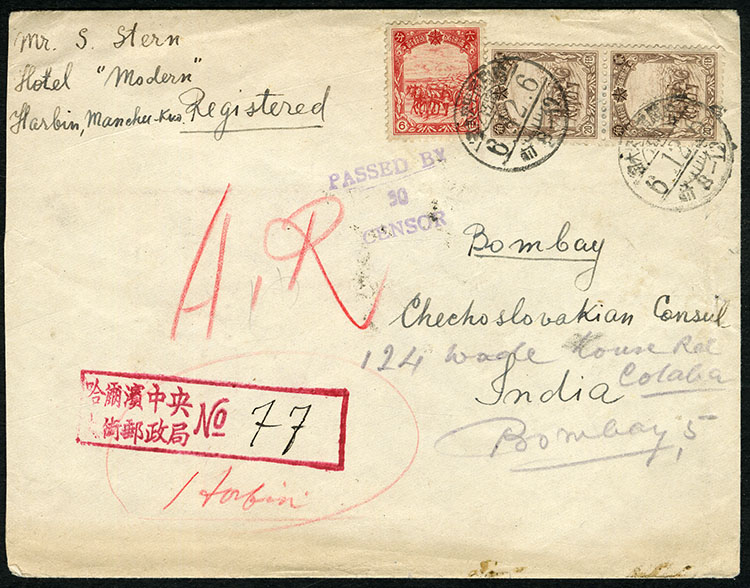 Mr. S. Stern
Hotel "Modern"
Harbin, Manchu-Kuo.
Registered
PASSED BY
30
CENSOR
A.R
Bombay
Chechoslovakian Consul
124 Wodle House Rd
Colaba
India
Bombay, 5
哈爾濱中央
街郵政局
No 77
Harbin